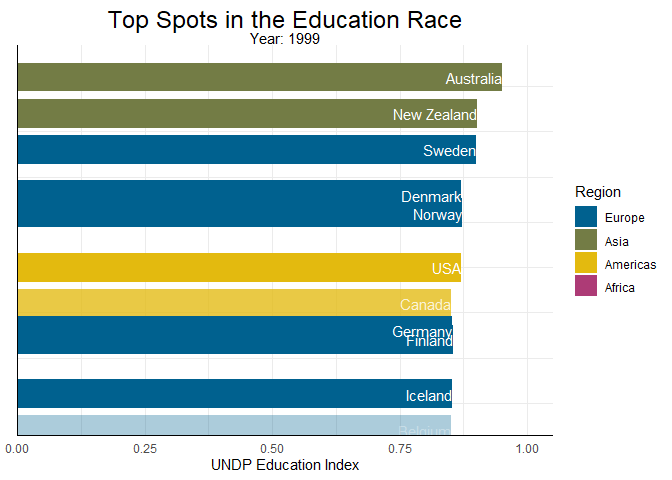 Top Spots in the Education Race
Year: 1999
Australia
New Zealand
Sweden
Denmark
Norway
USA
Canada
Germany
Finland
Iceland
Belgium
0.00 0.25 0.50 0.75 1.00
UNDP Education Index
Region
Europe
Asia
Americas
Africa